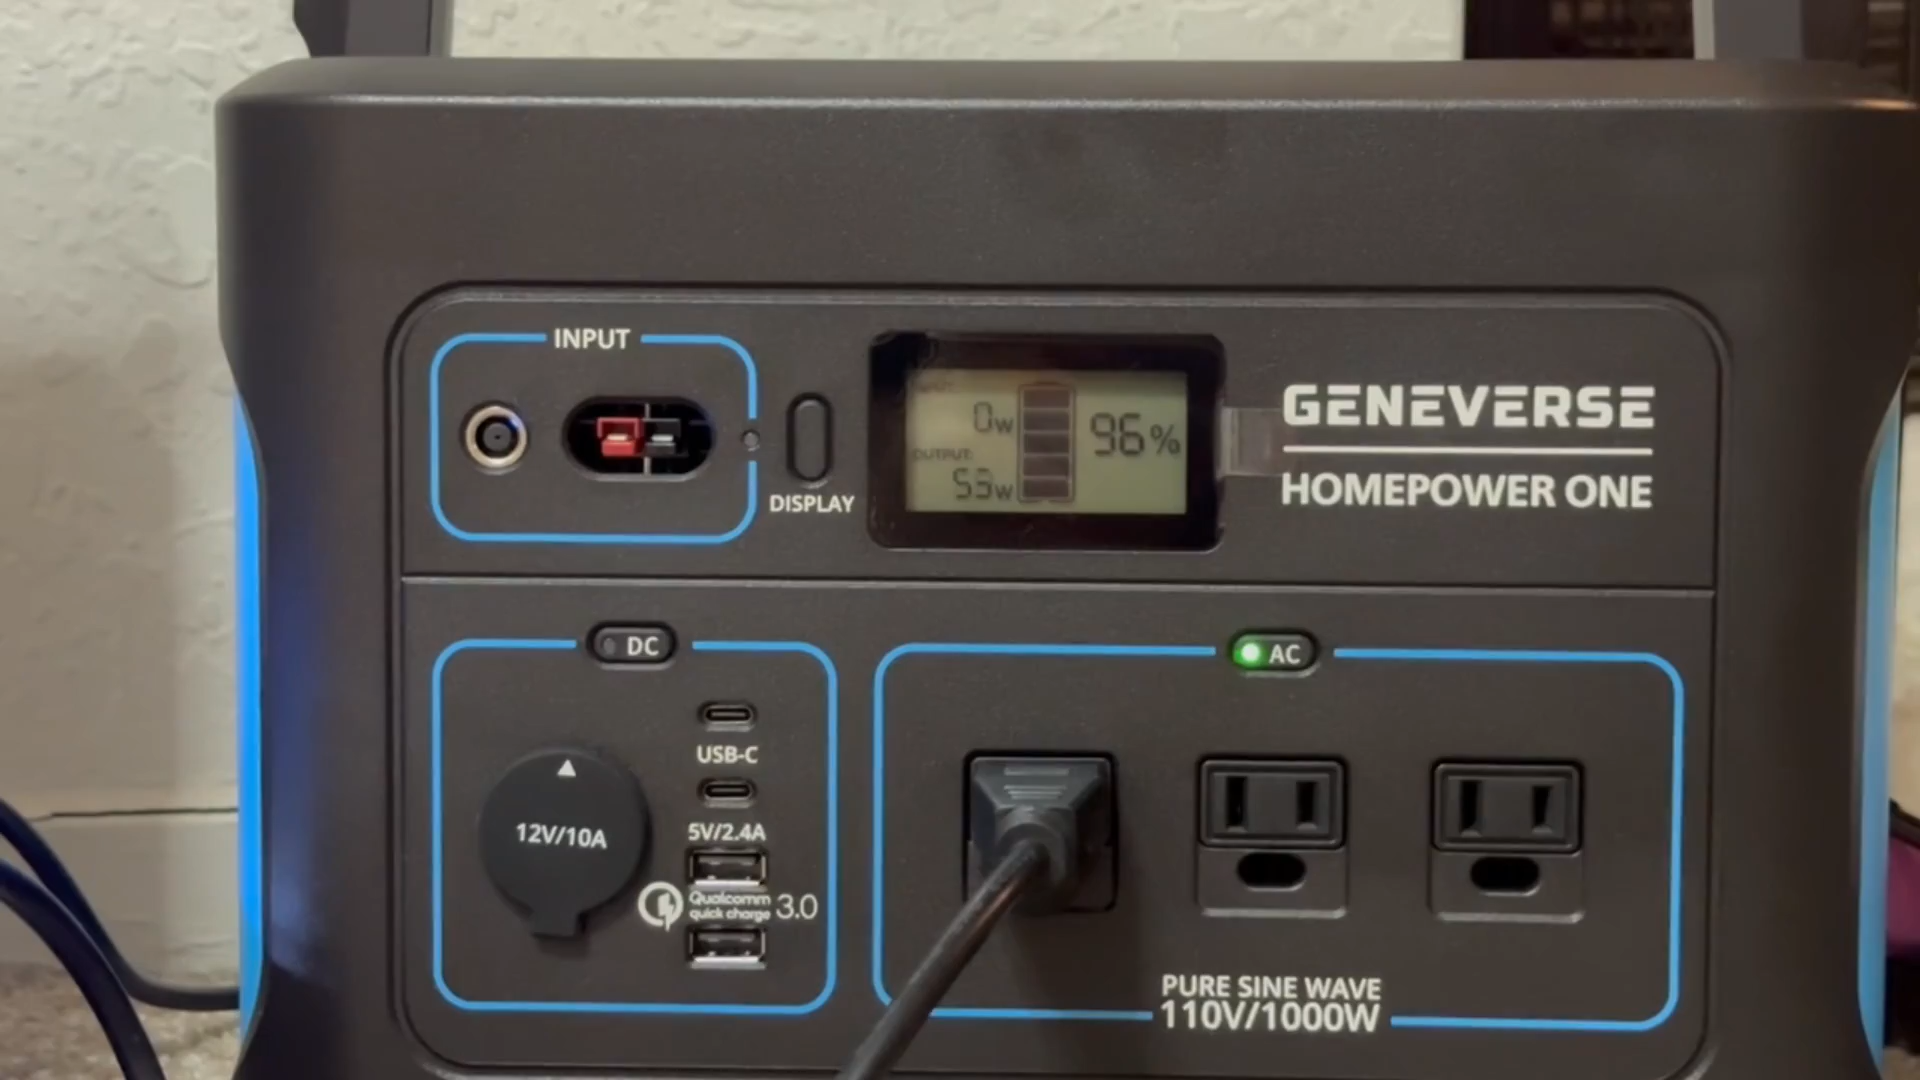 INPUT
DISPLAY
INPUT:
0W
OUTPUT:
53W
96%
GENEVERSE
HOMEPOWER ONE
DC
USB-C
5V/2.4A
12V/10A
Qualcomm
quick charge 3.0
AC
PURE SINE WAVE
110V/1000W